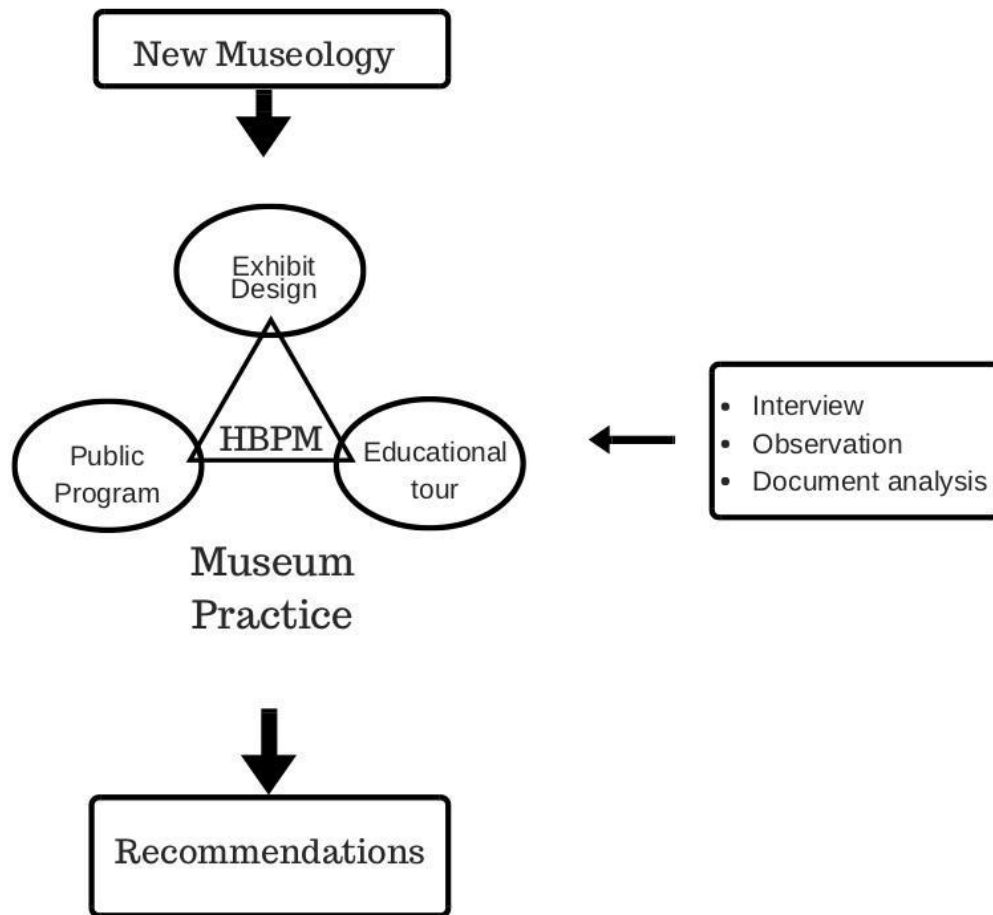 New Museology
Exhibit
Design
HBPM
Public
Program
Educational
tour
• Interview
• Observation
• Document analysis
Museum
Practice
Recommendations